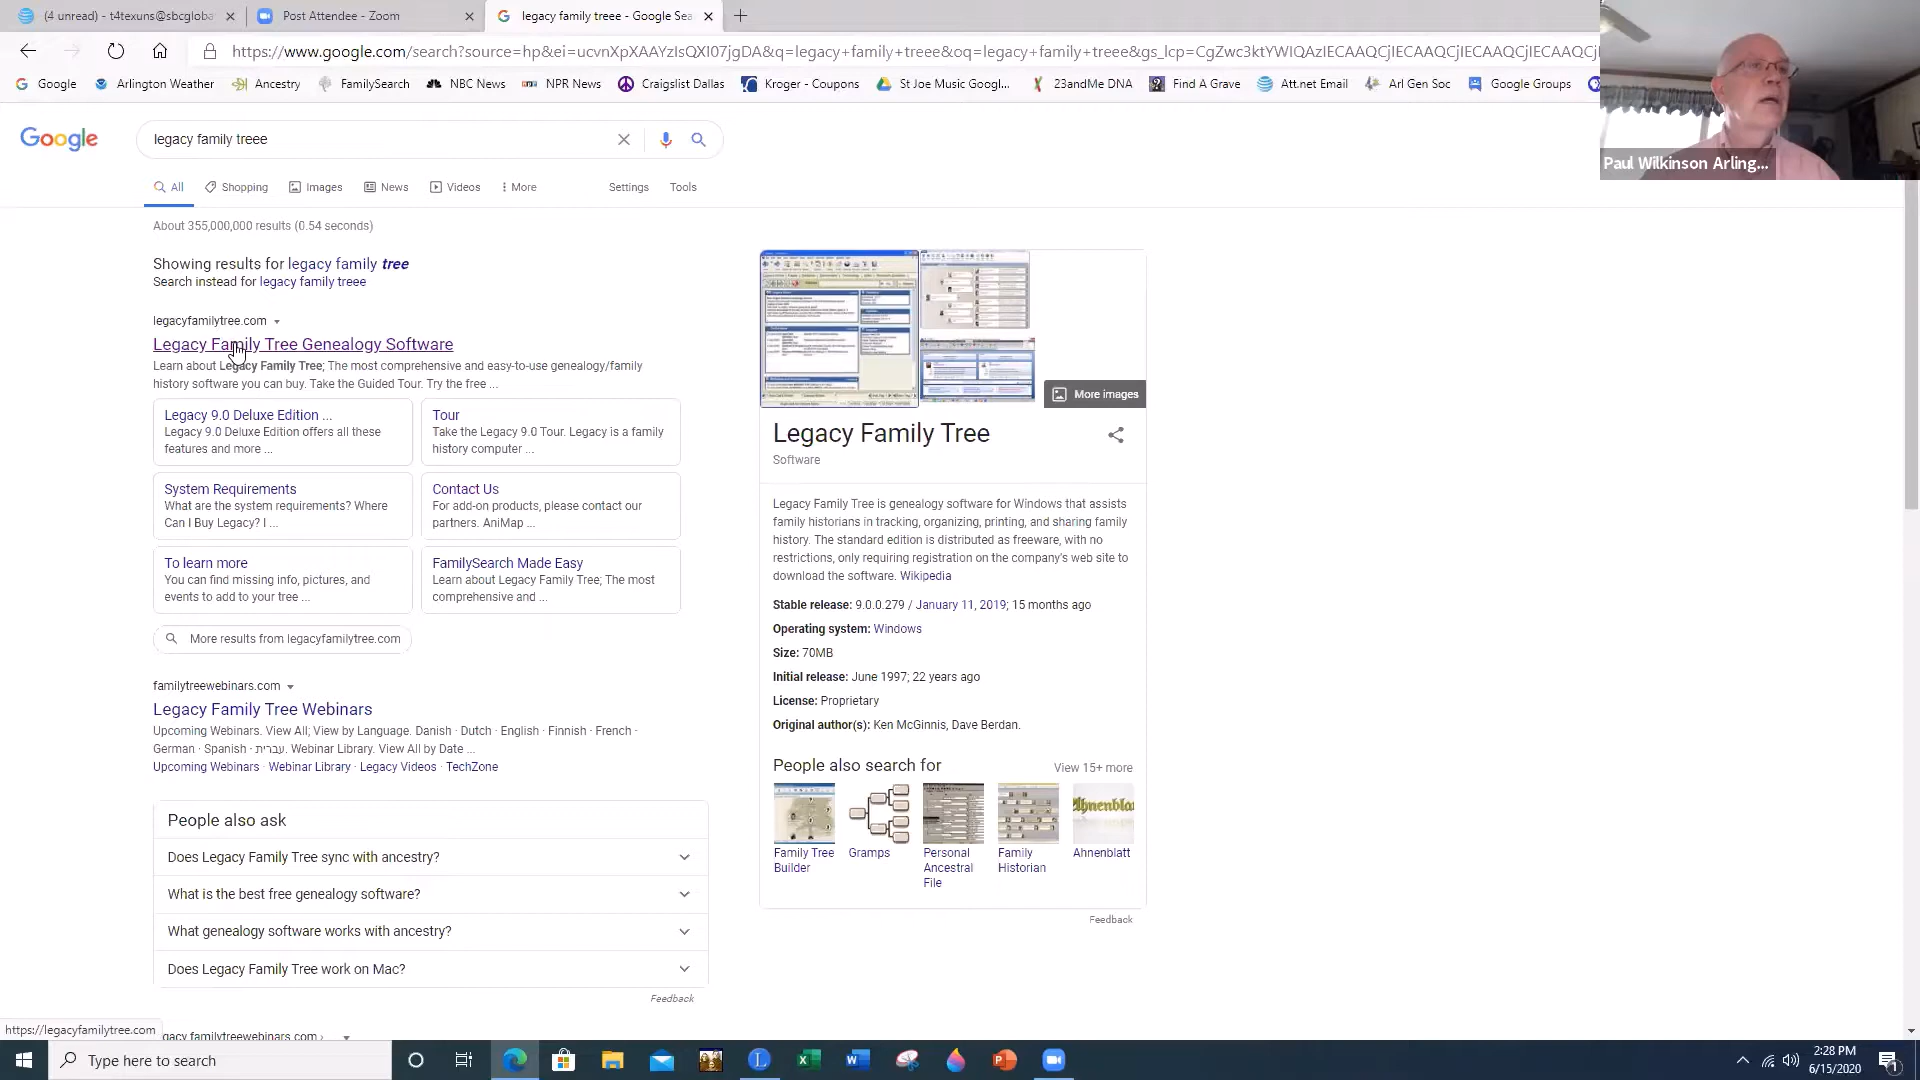 (4 unread) - t4texuns@sbcgloba
Post Attendee - Zoom
legacy family treee - Google Sea
https://www.google.com/search?source=hp&ei=ucvnXpXAAYzIsQXI07jgDA&q=legacy+family+treee&oq=legacy+family+treee&gs_lcp=CgZwc3ktYWIQAzIECAAQCjIECAAQCjIECAAQCjIECAAQCjI
Google
Arlington Weather
Ancestry
FamilySearch
NBC News
NPR News
Craigslist Dallas
Kroger - Coupons
St Joe Music Googl...
23andMe DNA
Find A Grave
Att.net Email
Arl Gen Soc
Google Groups
Paul Wilkinson Arling...
Google
legacy family treee
All
Shopping
Images
News
Videos
More
Settings
Tools
About 355,000,000 results (0.54 seconds)
Showing results for legacy family tree
Search instead for legacy family treee
legacyfamilytree.com
Legacy Family Tree Genealogy Software
Learn about Legacy Family Tree; The most comprehensive and easy-to-use genealogy/family
history software you can buy. Take the Guided Tour. Try the free ...
Legacy 9.0 Deluxe Edition ...
Legacy 9.0 Deluxe Edition offers all these
features and more ...
Tour
Take the Legacy 9.0 Tour. Legacy is a family
history computer ...
System Requirements
What are the system requirements? Where
Can I Buy Legacy? I ...
Contact Us
For add-on products, please contact our
partners. AniMap ...
To learn more
You can find missing info, pictures, and
events to add to your tree ...
FamilySearch Made Easy
Learn about Legacy Family Tree; The most
comprehensive and ...
More results from legacyfamilytree.com
familytreewebinars.com
Legacy Family Tree Webinars
Upcoming Webinars. View All; View by Language. Danish · Dutch · English · Finnish · French ·
German · Spanish · עברית. Webinar Library. View All by Date ...
Upcoming Webinars · Webinar Library · Legacy Videos · TechZone
People also ask
Does Legacy Family Tree sync with ancestry?
What is the best free genealogy software?
What genealogy software works with ancestry?
Does Legacy Family Tree work on Mac?
Feedback
https://legacyfamilytree.com
gacy.familytreewebinars.com ›
More images
Legacy Family Tree
Software
Legacy Family Tree is genealogy software for Windows that assists
family historians in tracking, organizing, printing, and sharing family
history. The standard edition is distributed as freeware, with no
restrictions, only requiring registration on the company's web site to
download the software. Wikipedia
Stable release: 9.0.0.279 / January 11, 2019; 15 months ago
Operating system: Windows
Size: 70MB
Initial release: June 1997; 22 years ago
License: Proprietary
Original author(s): Ken McGinnis, Dave Berdan.
People also search for
View 15+ more
Family Tree
Builder
Gramps
Personal
Ancestral
File
Family
Historian
Ahnenblatt
Feedback
Type here to search
2:28 PM
6/15/2020